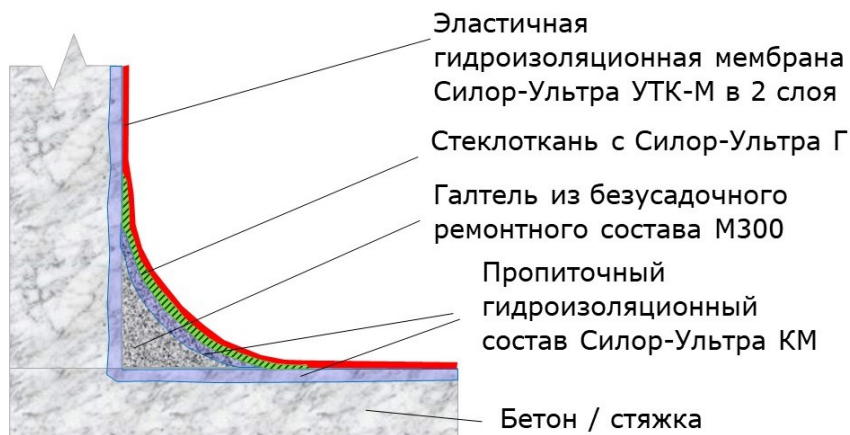 Эластичная
гидроизоляционная мембрана
Силор-Ультра УТК-М в 2 слоя
Стеклоткань с Силор-Ультра Г
Галтель из безусадочного
ремонтного состава М300
Пропиточный
гидроизоляционный
состав Силор-Ультра КМ
Бетон / стяжка